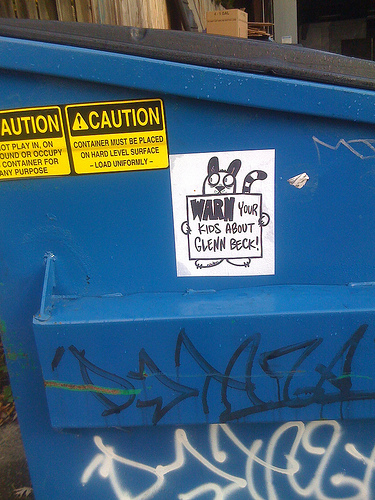 AUTION
OT PLAY IN, ON
OUND OR OCCUPY
CONTAINER FOR
ANY PURPOSE
CAUTION
CONTAINER MUST BE PLACED
ON HARD LEVEL SURFACE
- LOAD UNIFORMLY -
WARN YOUR
KIDS ABOUT
GLENN BECK!